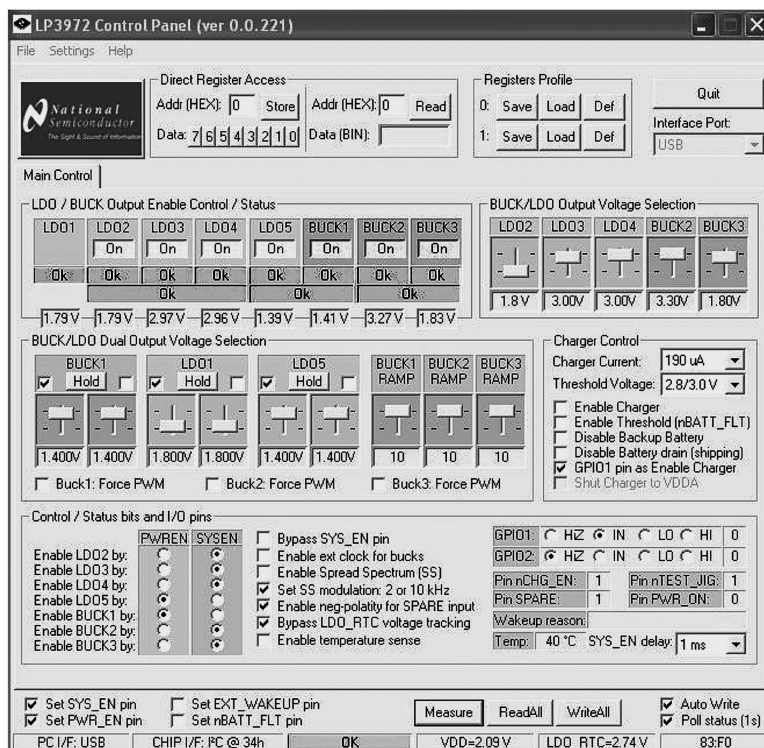 LP3972 Control Panel (ver 0.0.221)
File Settings Help
National
Semiconductor
The Sight & Sound of Information
Direct Register Access
Addr (HEX): 0 Store Addr (HEX): 0 Read
Data: 7 6 5 4 3 2 1 0 Data (BIN):
Registers Profile
0: Save Load Def
1: Save Load Def
Quit
Interface Port:
USB
Main Control
LDO / BUCK Output Enable Control / Status
LDO1 LDO2 LDO3 LDO4 LDO5 BUCK1 BUCK2 BUCK3
On On On On On On On
Ok Ok Ok Ok Ok Ok Ok Ok
Ok Ok Ok
1.79 V 1.79 V 2.97 V 2.96 V 1.39 V 1.41 V 3.27 V 1.83 V
BUCK/LDO Output Voltage Selection
LDO2 LDO3 LDO4 BUCK2 BUCK3
1.8 V 3.00V 3.00V 3.30V 1.80V
BUCK/LDO Dual Output Voltage Selection
BUCK1 LDO1 LDO5 BUCK1 RAMP BUCK2 RAMP BUCK3 RAMP
Hold Hold Hold
1.400V 1.400V 1.800V 1.800V 1.400V 1.400V 10 10 10
Buck1: Force PWM Buck2: Force PWM Buck3: Force PWM
Charger Control
Charger Current: 190 uA
Threshold Voltage: 2.8/3.0 V
Enable Charger
Enable Threshold (nBATT_FLT)
Disable Backup Battery
Disable Battery drain (shipping)
GPIO1 pin as Enable Charger
Shut Charger to VDDA
Control / Status bits and I/O pins
PWREN SYSEN
Enable LDO2 by:
Enable LDO3 by:
Enable LDO4 by:
Enable LDO5 by:
Enable BUCK1 by:
Enable BUCK2 by:
Enable BUCK3 by:
Bypass SYS_EN pin
Enable ext clock for bucks
Enable Spread Spectrum (SS)
Set SS modulation: 2 or 10 kHz
Enable neg-polatity for SPARE input
Bypass LDO_RTC voltage tracking
Enable temperature sense
GPIO1: HiZ IN LO HI 0
GPIO2: HiZ IN LO HI 0
Pin nCHG_EN: 1 Pin nTEST_JIG: 1
Pin SPARE: 1 Pin PWR_ON: 0
Wakeup reason:
Temp: 40 °C SYS_EN delay: 1 ms
Set SYS_EN pin Set EXT_WAKEUP pin
Set PWR_EN pin Set nBATT_FLT pin
Measure ReadAll WriteAll
Auto Write
Poll status (1s)
PC I/F: USB CHIP I/F: I²C @ 34h OK VDD=2.09 V LDO_RTC=2.74 V 83:F0